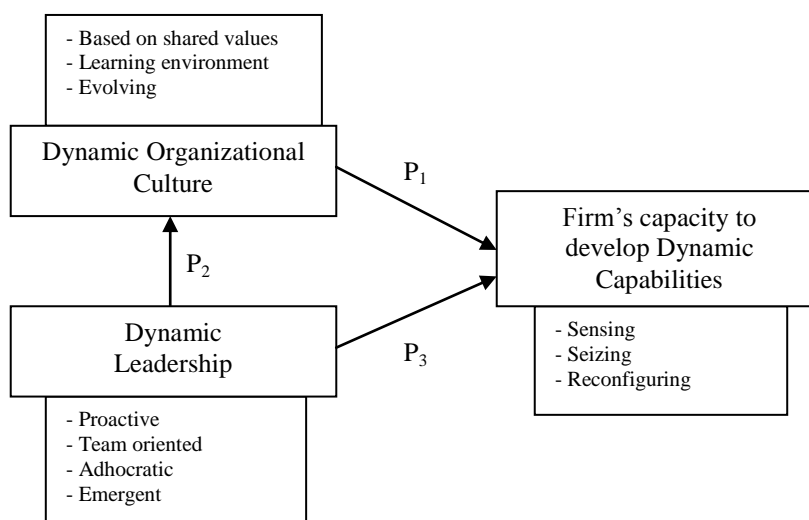 - Based on shared values
- Learning environment
- Evolving
Dynamic Organizational
Culture
P₁
Firm’s capacity to
develop Dynamic
Capabilities
- Sensing
- Seizing
- Reconfiguring
P₂
Dynamic
Leadership
P₃
- Proactive
- Team oriented
- Adhocratic
- Emergent